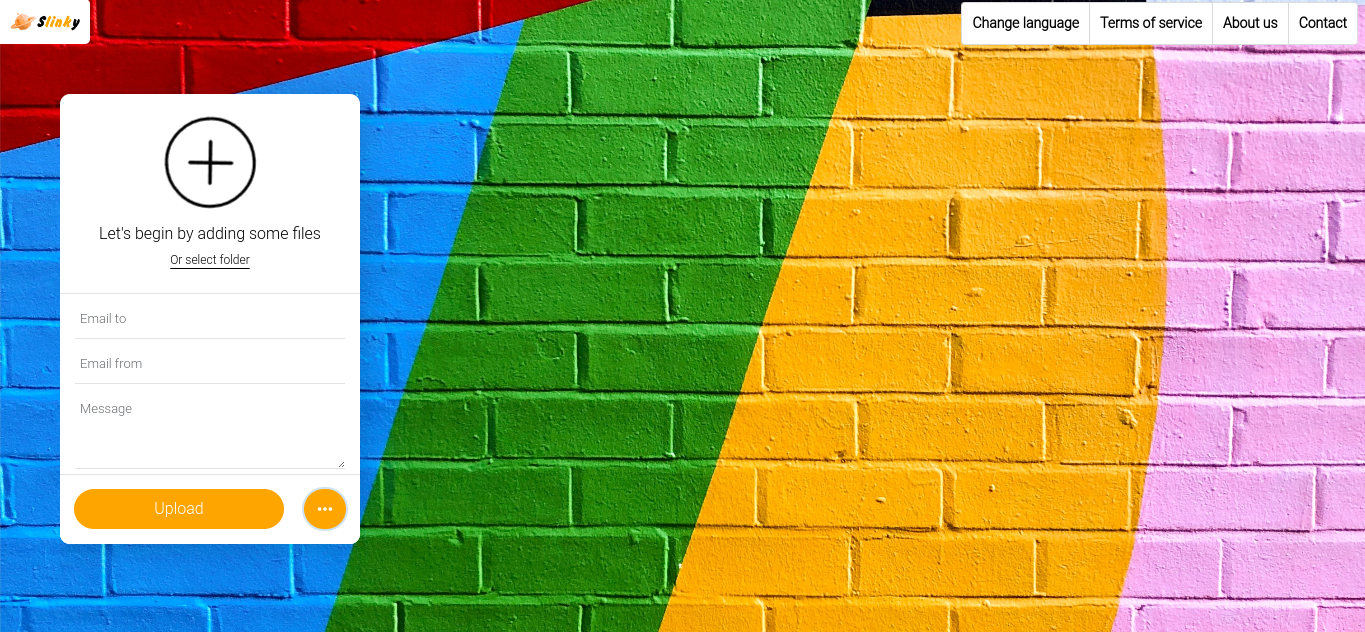 Slinky
Change language
Terms of service
About us
Contact
Let's begin by adding some files
Or select folder
Email to
Email from
Message
Upload